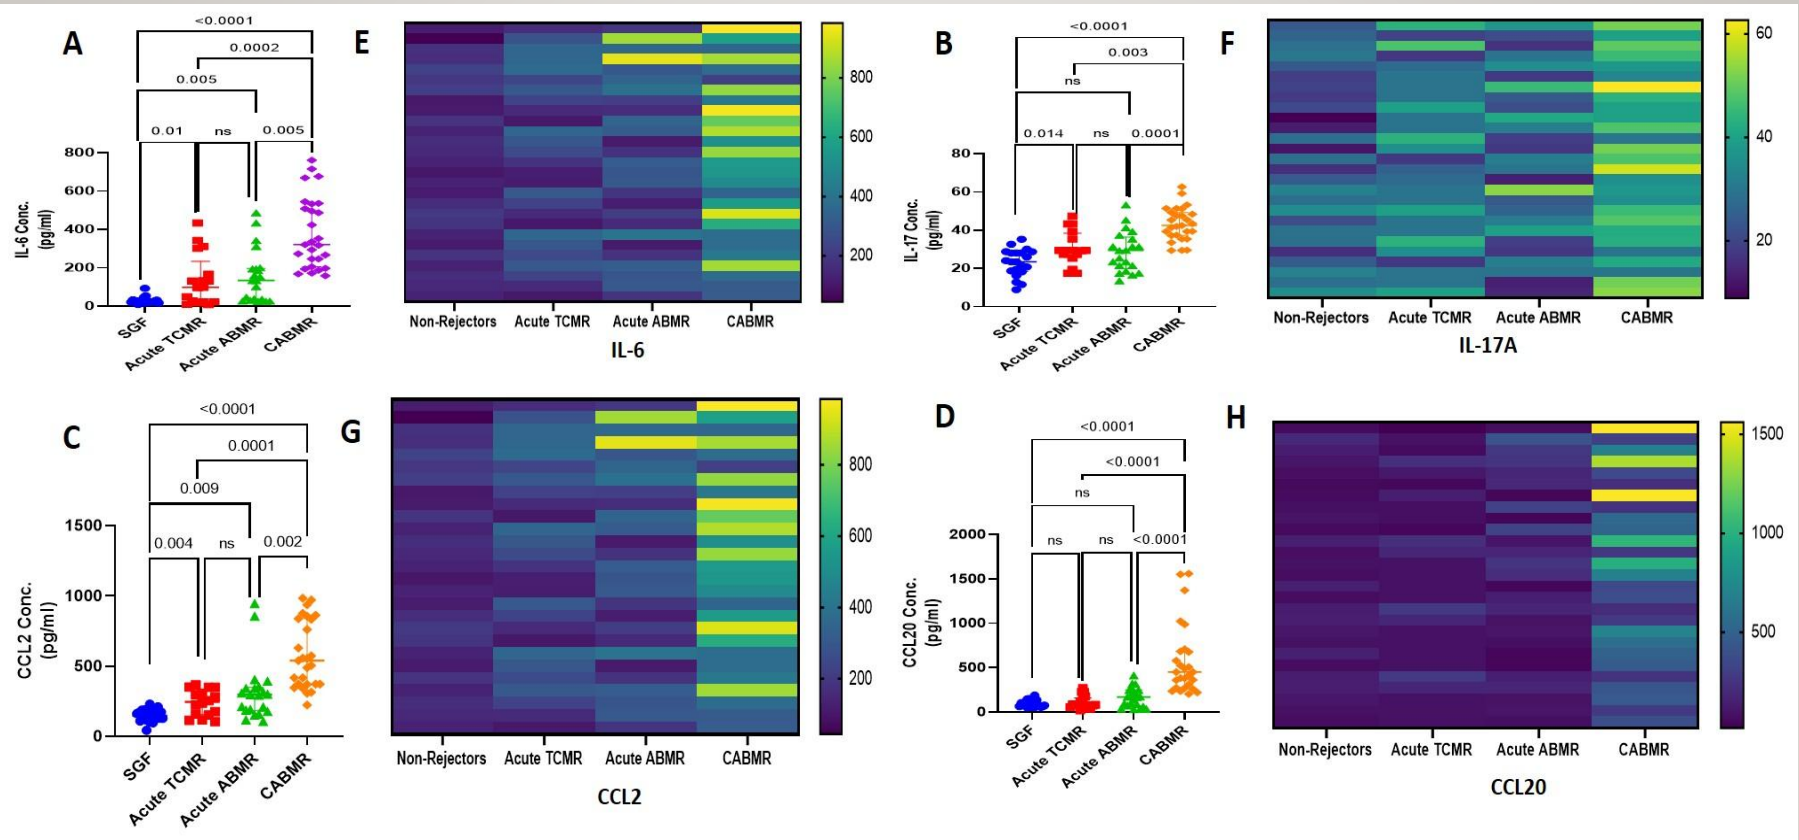 A
<0.0001
0.0002
0.005
0.01
ns
0.005
800
600
400
200
0
IL-6 Conc.
(pg/ml)
SGF
Acute TCMR
Acute ABMR
CABMR
E
800
600
400
200
Non-Rejectors
Acute TCMR
Acute ABMR
CABMR
IL-6
B
<0.0001
0.003
ns
0.014
ns
0.0001
80
60
40
20
0
IL-17 Conc.
(pg/ml)
SGF
Acute TCMR
Acute ABMR
CABMR
F
60
40
20
Non-Rejectors
Acute TCMR
Acute ABMR
CABMR
IL-17A
C
<0.0001
0.0001
0.009
0.004
ns
0.002
1500
1000
500
0
CCL2 Conc.
(pg/ml)
SGF
Acute TCMR
Acute ABMR
CABMR
G
800
600
400
200
Non-Rejectors
Acute TCMR
Acute ABMR
CABMR
CCL2
D
<0.0001
<0.0001
ns
ns
ns
<0.0001
2000
1500
1000
500
0
CCL20 Conc.
(pg/ml)
SGF
Acute TCMR
Acute ABMR
CABMR
H
1500
1000
500
Non-Rejectors
Acute TCMR
Acute ABMR
CABMR
CCL20